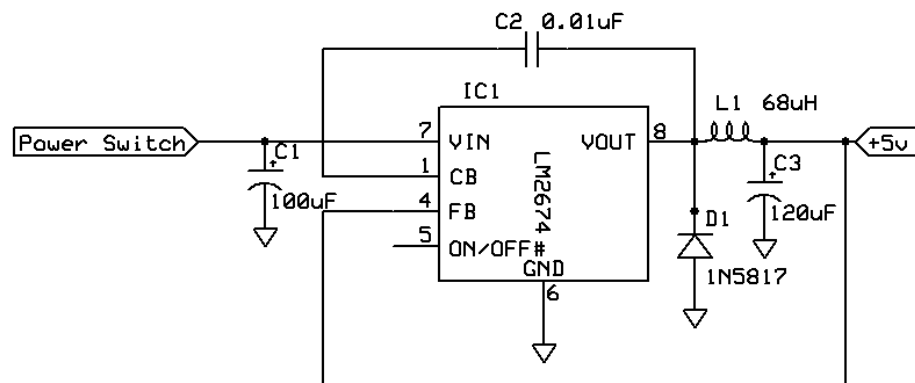 C2 0.01uF
IC1
L1 68uH
Power Switch
7 VIN
VOUT 8
+5v
C1
1 CB
+
100uF
LM2674
+
C3
4 FB
120uF
D1
5 ON/OFF#
GND
1N5817
6